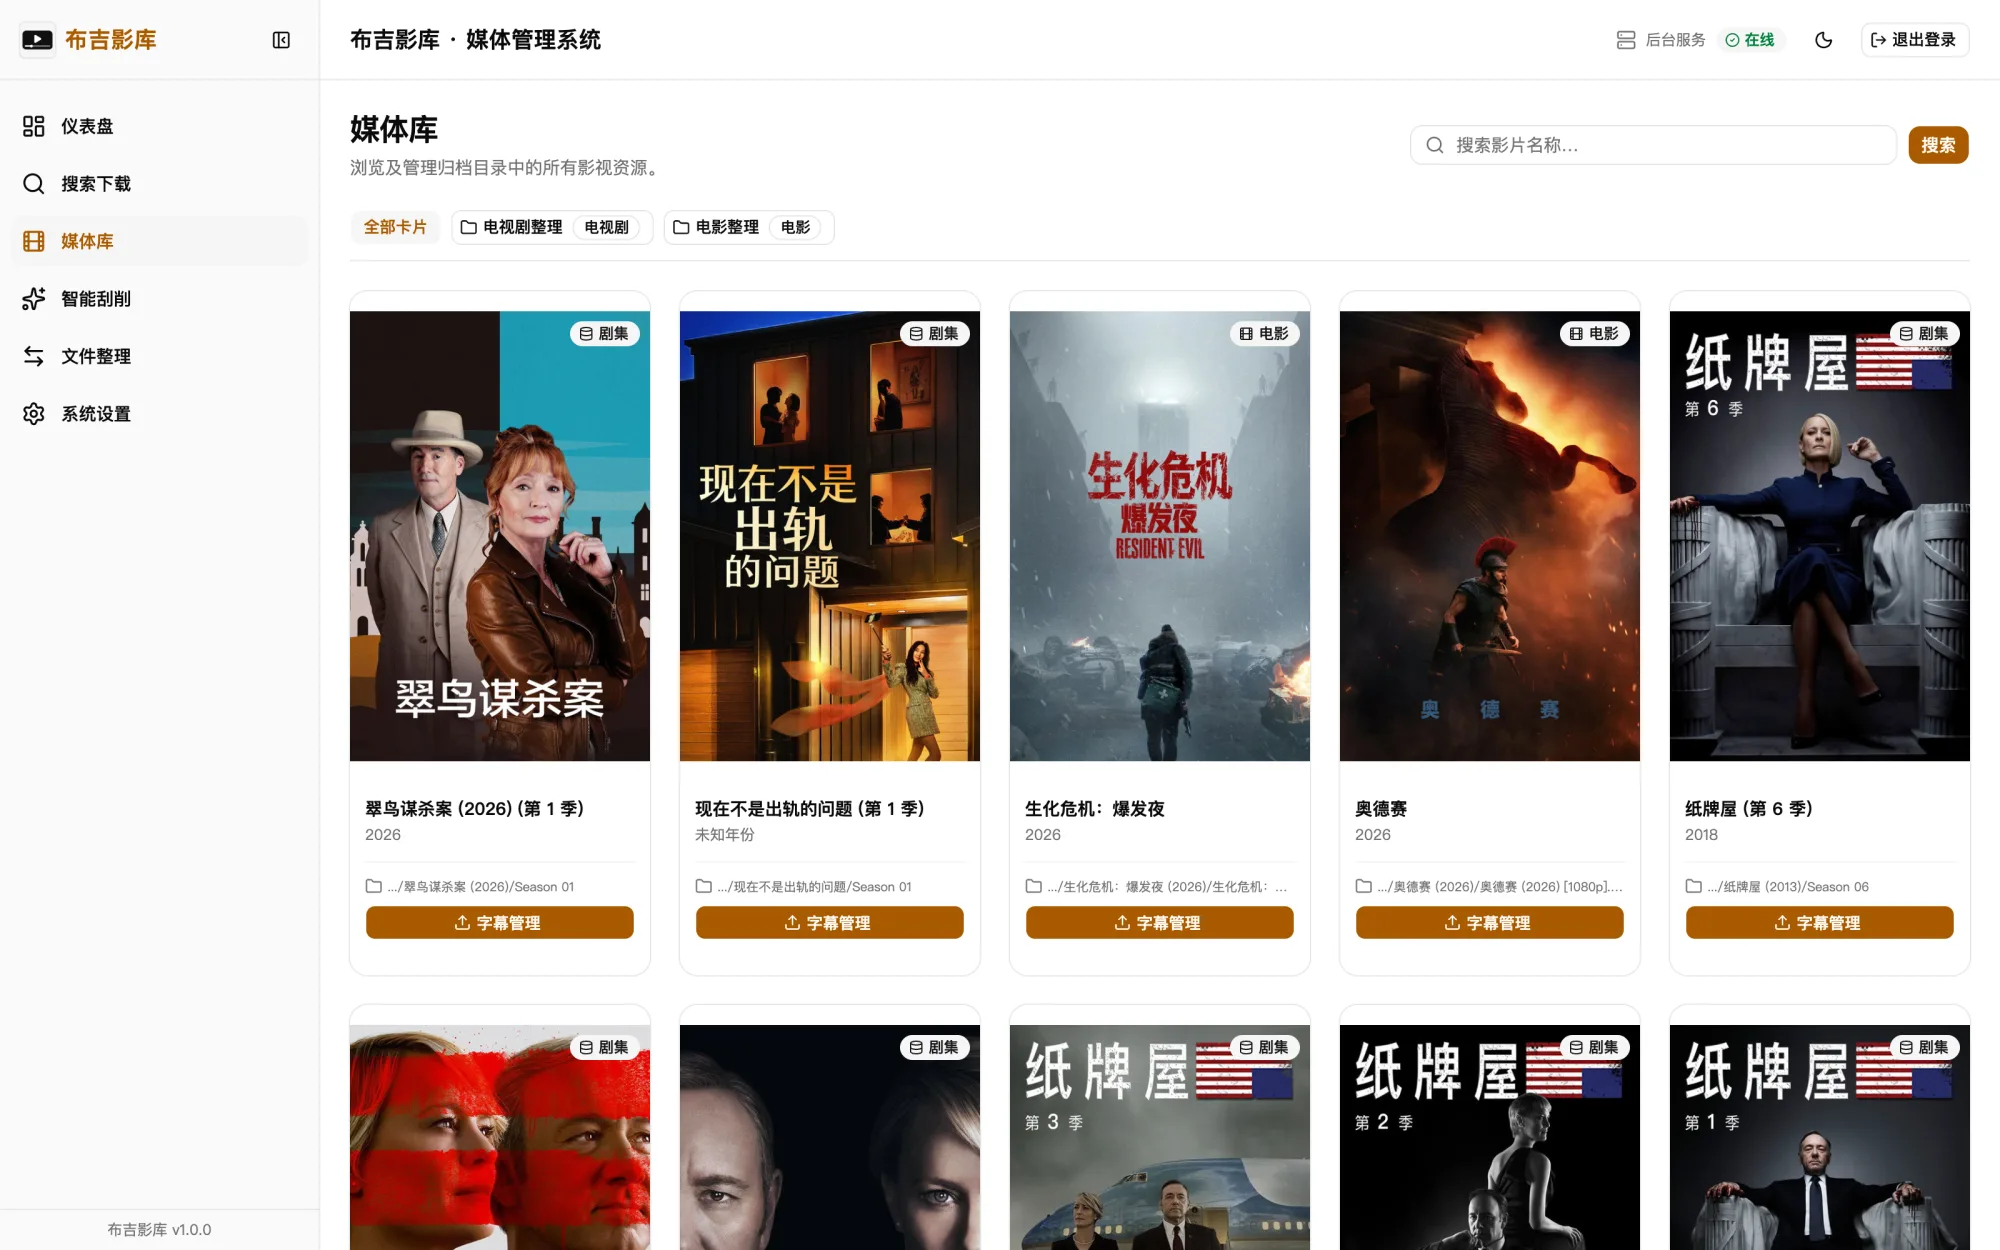 布吉影库
布吉影库 · 媒体管理系统
后台服务
在线
退出登录
仪表盘
搜索下载
媒体库
智能刮削
文件整理
系统设置
媒体库
浏览及管理归档目录中的所有影视资源。
搜索影片名称...
搜索
全部卡片
电视剧整理 电视剧
电影整理 电影
剧集
翠鸟谋杀案
翠鸟谋杀案 (2026) (第 1 季)
2026
.../翠鸟谋杀案 (2026)/Season 01
字幕管理
剧集
现在不是
出轨
的问题
现在不是出轨的问题 (第 1 季)
未知年份
.../现在不是出轨的问题/Season 01
字幕管理
电影
生化危机
爆发夜
RESIDENT EVIL
生化危机：爆发夜
2026
.../生化危机：爆发夜 (2026)/生化危机：...
字幕管理
电影
奥德赛
奥德赛
2026
.../奥德赛 (2026)/奥德赛 (2026) [1080p]....
字幕管理
剧集
纸牌屋
第 6 季
纸牌屋 (第 6 季)
2018
.../纸牌屋 (2013)/Season 06
字幕管理
剧集
剧集
剧集
纸牌屋
第 3 季
剧集
纸牌屋
第 2 季
剧集
纸牌屋
第 1 季
布吉影库 v1.0.0